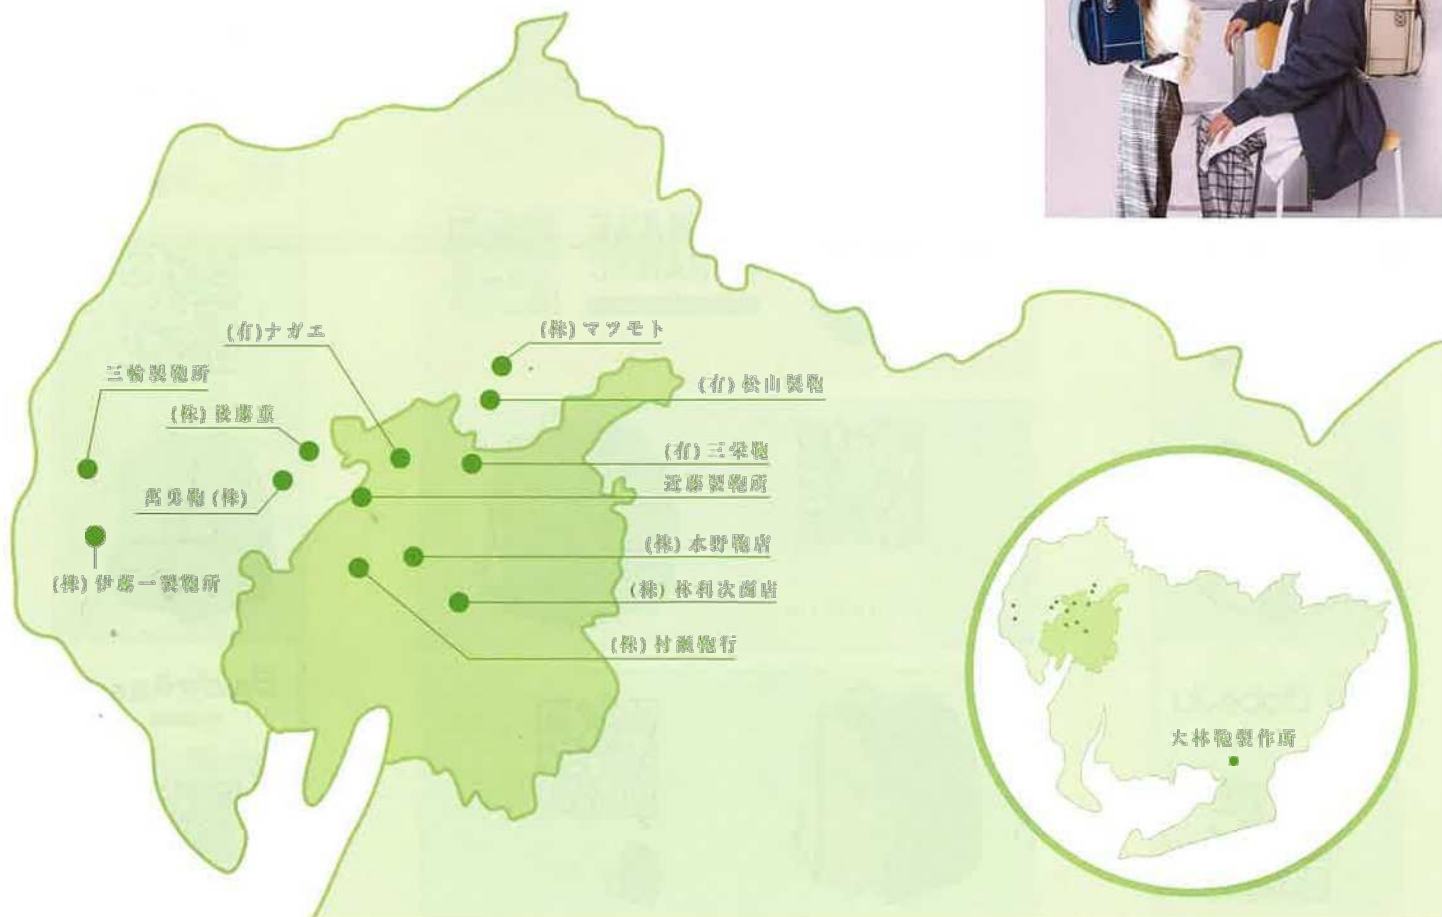 (有)ナガエ
(株)マツモト
三輪製鞄所
(有)松山製鞄
(株)後藤薫
(有)三栄鞄
近藤製鞄所
萬勇鞄(株)
(株)水野鞄店
(株)伊藤一製鞄所
(株)林利次商店
(株)村瀬鞄行
大林鞄製作所